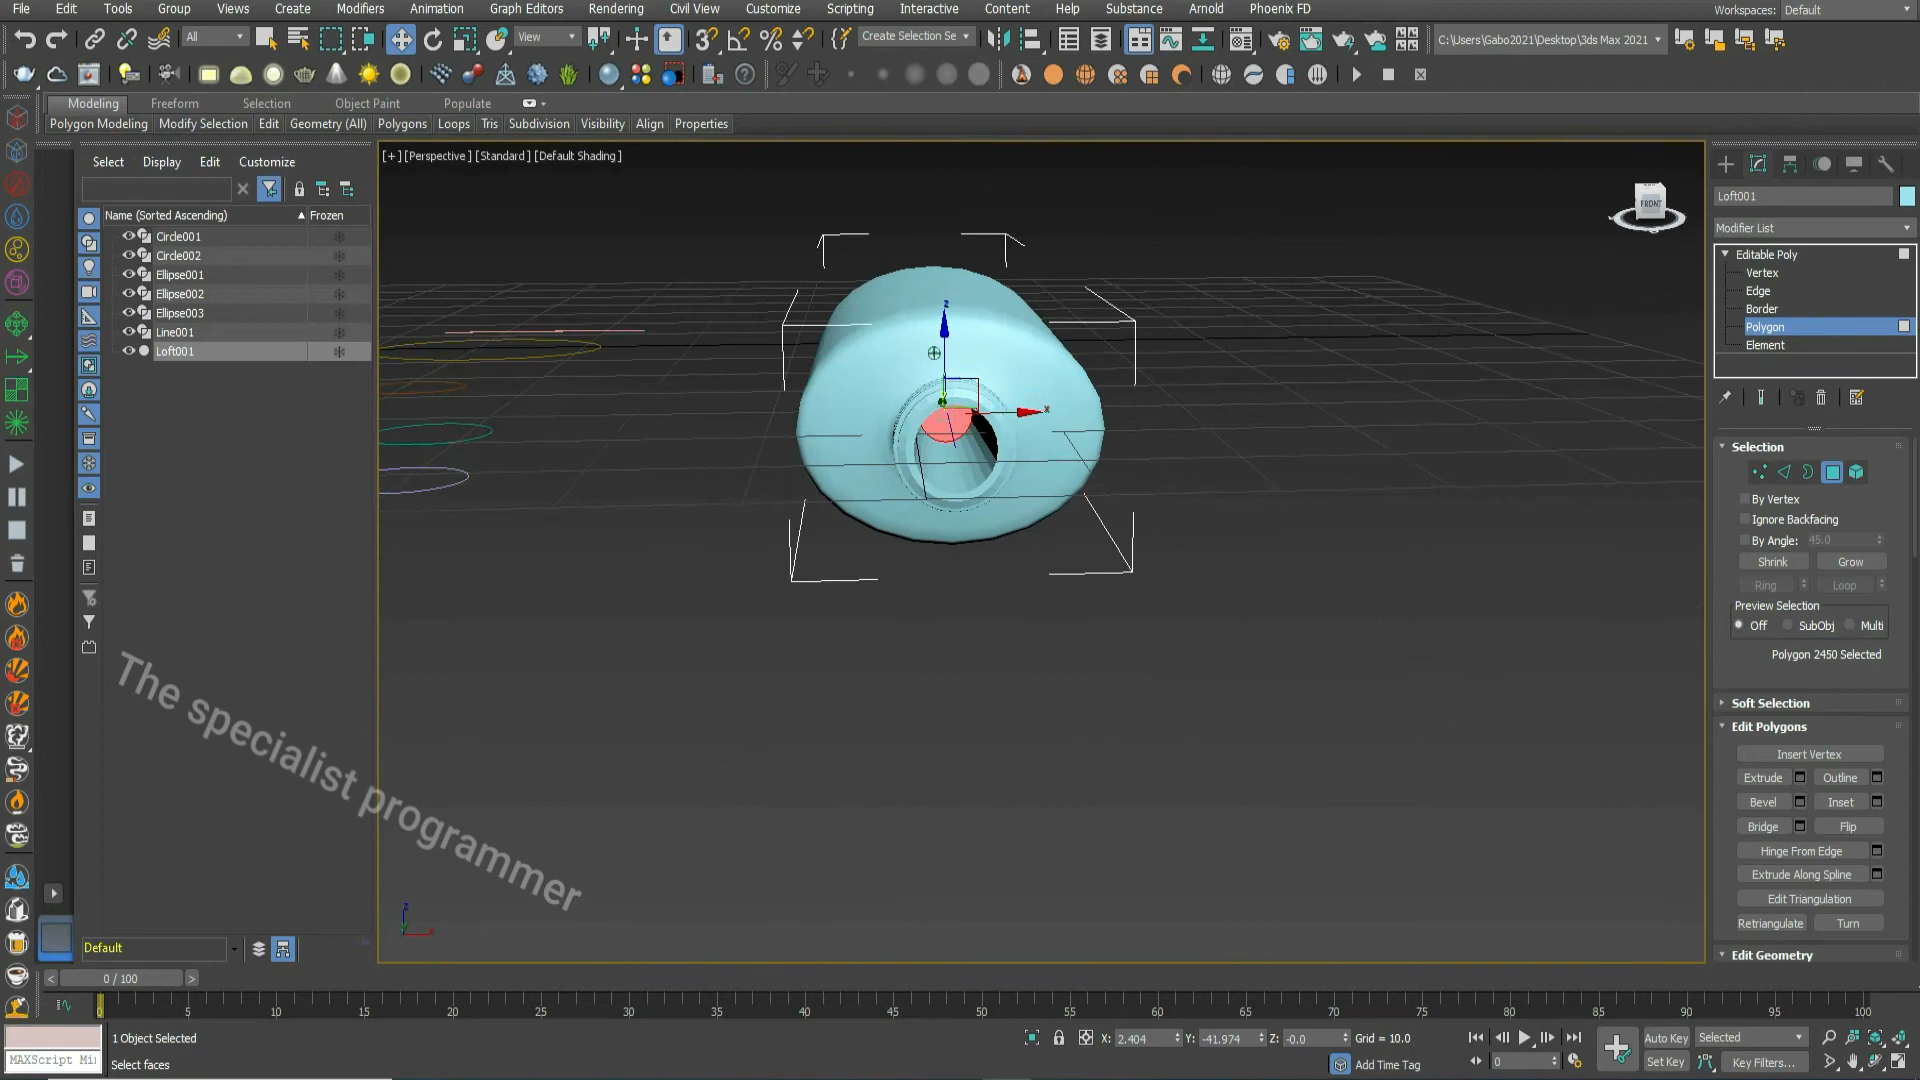 File Edit Tools Group Views Create Modifiers Animation Graph Editors Rendering Civil View Customize Scripting Interactive Content Help Substance Arnold Phoenix FD Workspaces: Default
All View Create Selection Se C:\Users\Gabo2021\Desktop\3ds Max 2021
Modeling Freeform Selection Object Paint Populate
Polygon Modeling Modify Selection Edit Geometry (All) Polygons Loops Tris Subdivision Visibility Align Properties
Select Display Edit Customize
Name (Sorted Ascending) Frozen
Circle001
Circle002
Ellipse001
Ellipse002
Ellipse003
Line001
Loft001
[+] [Perspective] [Standard] [Default Shading]
FRONT
z
x
Loft001
Modifier List
Editable Poly
Vertex
Edge
Border
Polygon
Element
Selection
By Vertex
Ignore Backfacing
By Angle: 45.0
Shrink Grow
Ring Loop
Preview Selection
Off SubObj Multi
Polygon 2450 Selected
Soft Selection
Edit Polygons
Insert Vertex
Extrude Outline
Bevel Inset
Bridge Flip
Hinge From Edge
Extrude Along Spline
Edit Triangulation
Retriangulate Turn
Edit Geometry
The specialist programmer
Default
0 / 100
0 5 10 15 20 25 30 35 40 45 50 55 60 65 70 75 80 85 90 95 100
MAXScript Mi
1 Object Selected
Select faces
X: 2.404 Y: -41.974 Z: -0.0 Grid = 10.0
Add Time Tag
0
Auto Key Selected
Set Key Key Filters...